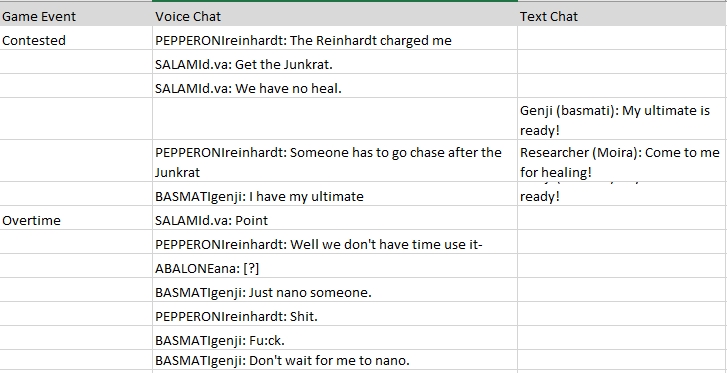 Game Event Voice Chat Text Chat
Contested PEPPERONIreinhardt: The Reinhardt charged me
SALAMId.va: Get the Junkrat.
SALAMId.va: We have no heal.
Genji (basmati): My ultimate is
ready!
PEPPERONIreinhardt: Someone has to go chase after the
Junkrat
Researcher (Moira): Come to me
for healing!
BASMATIgenji: I have my ultimate
ready!
Overtime SALAMId.va: Point
PEPPERONIreinhardt: Well we don't have time use it-
ABALONEana: [?]
BASMATIgenji: Just nano someone.
PEPPERONIreinhardt: Shit.
BASMATIgenji: Fu:ck.
BASMATIgenji: Don't wait for me to nano.